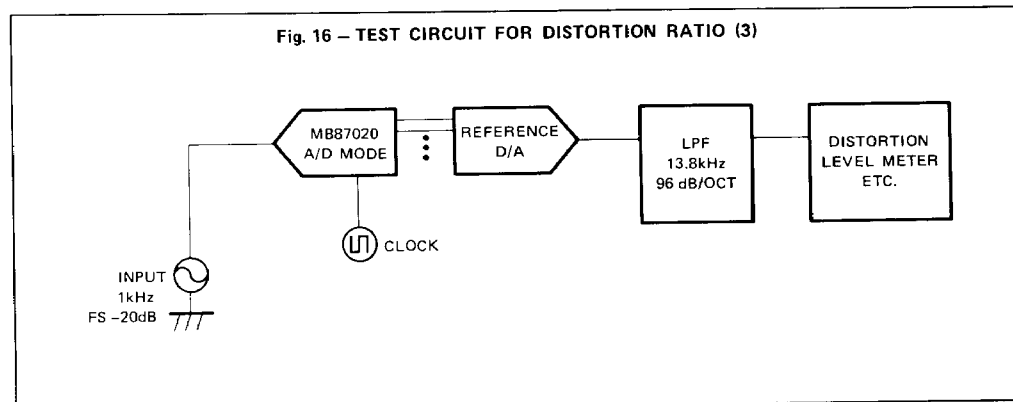 Fig. 16 – TEST CIRCUIT FOR DISTORTION RATIO (3)
MB87020
A/D MODE
REFERENCE
D/A
LPF
13.8kHz
96 dB/OCT
DISTORTION
LEVEL METER
ETC.
CLOCK
INPUT
1kHz
FS –20dB